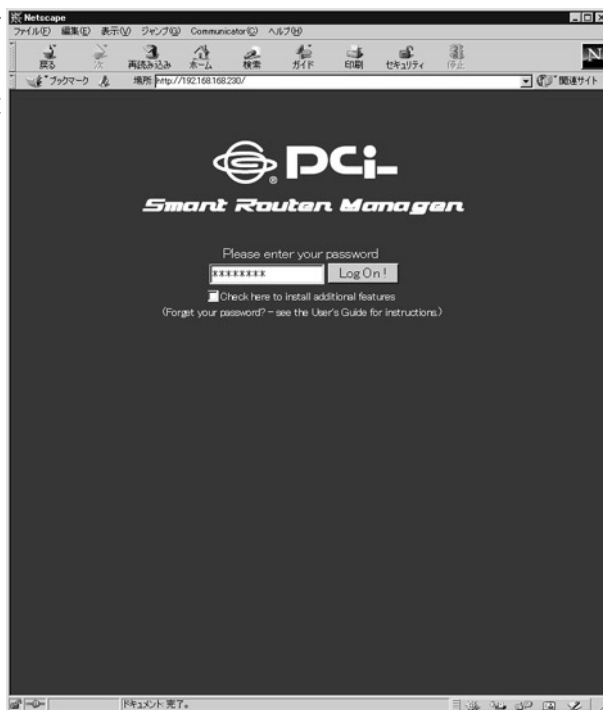 Netscape
ファイル(F) 編集(E) 表示(V) ジャンプ(G) Communicator(C) ヘルプ(H)
戻る 次 再読み込み ホーム 検索 ガイド 印刷 セキュリティ 停止
N
ブックマーク 場所 http://192.168.168.230/ 関連サイト
PCi
Smart Router Manager
Please enter your password
******** Log On!
Check here to install additional features
(Forget your password? - see the User's Guide for instructions.)
ドキュメント: 完了。